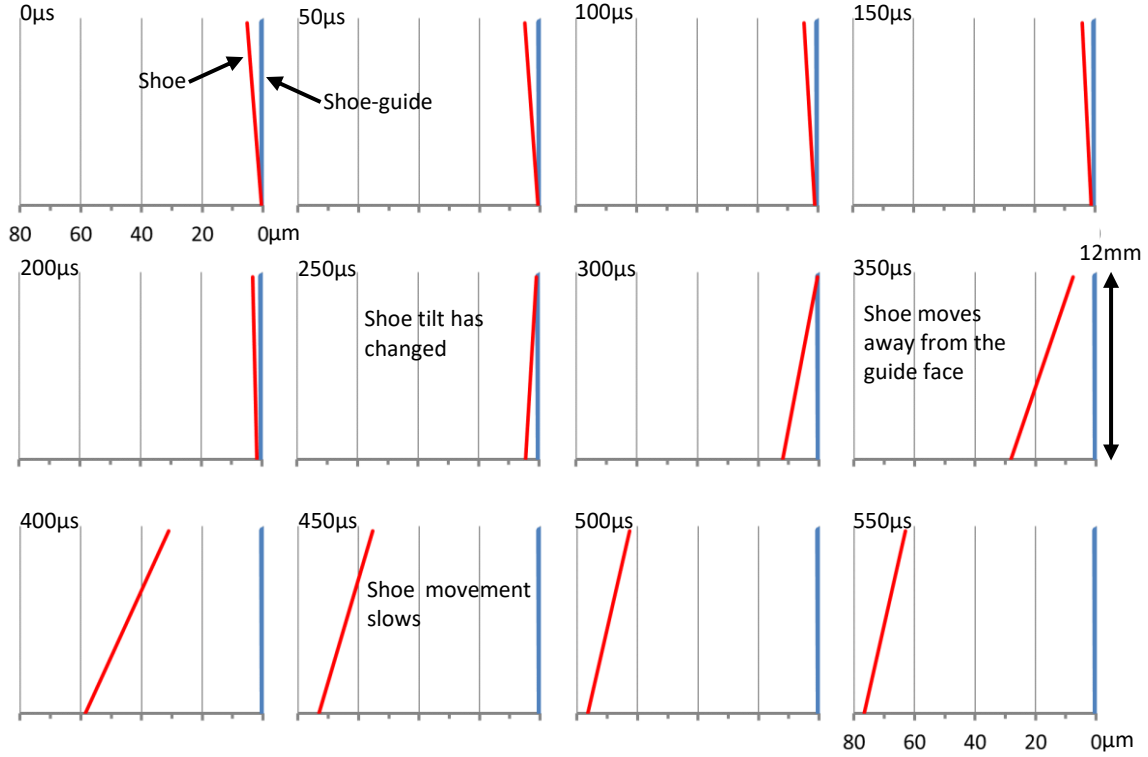 0µs
50µs
100µs
150µs
Shoe
Shoe-guide
80 60 40 20 0µm
12mm
200µs
250µs
300µs
350µs
Shoe tilt has
changed
Shoe moves
away from the
guide face
400µs
450µs
500µs
550µs
Shoe movement
slows
80 60 40 20 0µm